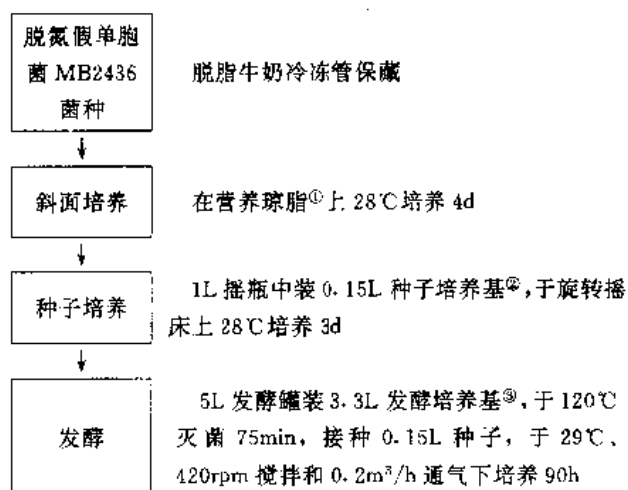 脱氮假单胞
菌 MB2436
菌种
脱脂牛奶冷冻管保藏
斜面培养
在营养琼脂①上 28℃培养 4d
种子培养
1L 摇瓶中装 0.15L 种子培养基②,于旋转摇
床上 28℃培养 3d
发酵
5L 发酵罐装 3.3L 发酵培养基③,于 120℃
灭菌 75min, 接种 0.15L 种子, 于 29℃、
420rpm 搅拌和 0.2m³/h 通气下培养 90h